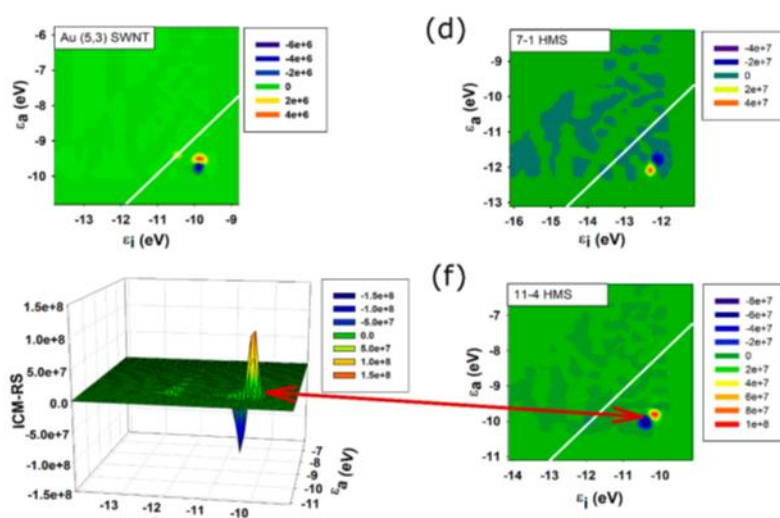 Au (5,3) SWNT
-6
-7
-8
-9
-10
εa (eV)
-13 -12 -11 -10 -9 -8
εi (eV)
-6e+6
-4e+6
-2e+6
0
2e+6
4e+6
(d)
7-1 HMS
-8
-9
-10
-11
-12
-13
εa (eV)
-16 -15 -14 -13 -12
εi (eV)
-4e+7
-2e+7
0
2e+7
4e+7
1.5e+8
1.0e+8
5.0e+7
0.0
-5.0e+7
-1.0e+8
-1.5e+8
ICM-RS
-13 -12 -11 -10
-7
-8
-9
-10
-11
εa (eV)
-1.5e+8
-1.0e+8
-5.0e+7
0.0
5.0e+7
1.0e+8
1.5e+8
(f)
11-4 HMS
-7
-8
-9
-10
-11
εa (eV)
-14 -13 -12 -11 -10
εi (eV)
-8e+7
-6e+7
-4e+7
-2e+7
0
2e+7
4e+7
6e+7
8e+7
1e+8